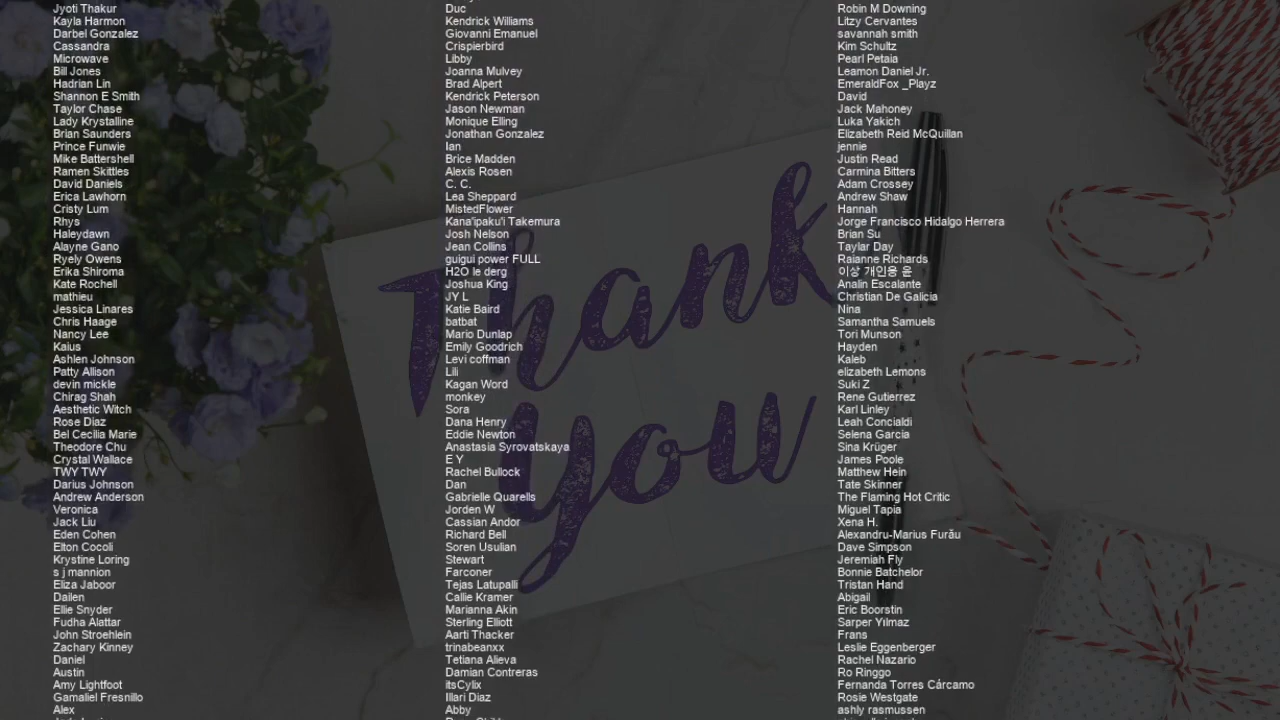 Jyoti Thakur
Kayla Harmon
Darbel Gonzalez
Cassandra
Microwave
Bill Jones
Hadrian Lin
Shannon E Smith
Taylor Chase
Lady Krystalline
Brian Saunders
Prince Funwie
Mike Battershell
Ramen Skittles
David Daniels
Erica Lawhorn
Cristy Lum
Rhys
Haleydawn
Alayne Gano
Ryely Owens
Erika Shiroma
Kate Rochell
mathieu
Jessica Linares
Chris Haage
Nancy Lee
Kaius
Ashlen Johnson
Patty Allison
devin mickle
Chirag Shah
Aesthetic Witch
Rose Diaz
Bel Cecilia Marie
Theodore Chu
Crystal Wallace
TWY TWY
Darius Johnson
Andrew Anderson
Veronica
Jack Liu
Eden Cohen
Elton Cocoli
Krystine Loring
s j mannion
Eliza Jaboor
Dailen
Ellie Snyder
Fudha Alattar
John Stroehlein
Zachary Kinney
Daniel
Austin
Amy Lightfoot
Gamaliel Fresnillo
Alex
Duc
Kendrick Williams
Giovanni Emanuel
Crispierbird
Libby
Joanna Mulvey
Brad Alpert
Kendrick Peterson
Jason Newman
Monique Elling
Jonathan Gonzalez
Ian
Brice Madden
Alexis Rosen
C. C.
Lea Sheppard
MistedFlower
Kana'ipaku'i Takemura
Josh Nelson
Jean Collins
guigui power FULL
H2O le derg
Joshua King
JY L
Katie Baird
batbat
Mario Dunlap
Emily Goodrich
Levi coffman
Lili
Kagan Word
monkey
Sora
Dana Henry
Eddie Newton
Anastasia Syrovatskaya
E Y
Rachel Bullock
Dan
Gabrielle Quarells
Jorden W
Cassian Andor
Richard Bell
Soren Usulian
Stewart
Farconer
Tejas Latupalli
Callie Kramer
Marianna Akin
Sterling Elliott
Aarti Thacker
trinabeanxx
Tetiana Alieva
Damian Contreras
itsCylix
Illari Diaz
Abby
Robin M Downing
Litzy Cervantes
savannah smith
Kim Schultz
Pearl Petaia
Leamon Daniel Jr.
EmeraldFox _Playz
David
Jack Mahoney
Luka Yakich
Elizabeth Reid McQuillan
jennie
Justin Read
Carmina Bitters
Adam Crossey
Andrew Shaw
Hannah
Jorge Francisco Hidalgo Herrera
Brian Su
Taylar Day
Raianne Richards
이상 개인용 윤
Analin Escalante
Christian De Galicia
Nina
Samantha Samuels
Tori Munson
Hayden
Kaleb
elizabeth Lemons
Suki Z
Rene Gutierrez
Karl Linley
Leah Concialdi
Selena Garcia
Sina Krüger
James Poole
Matthew Hein
Tate Skinner
The Flaming Hot Critic
Miguel Tapia
Xena H.
Alexandru-Marius Furău
Dave Simpson
Jeremiah Fly
Bonnie Batchelor
Tristan Hand
Abigail
Eric Boorstin
Sarper Yılmaz
Frans
Leslie Eggenberger
Rachel Nazario
Ro Ringgo
Fernanda Torres Cárcamo
Rosie Westgate
ashly rasmussen
Thank
you